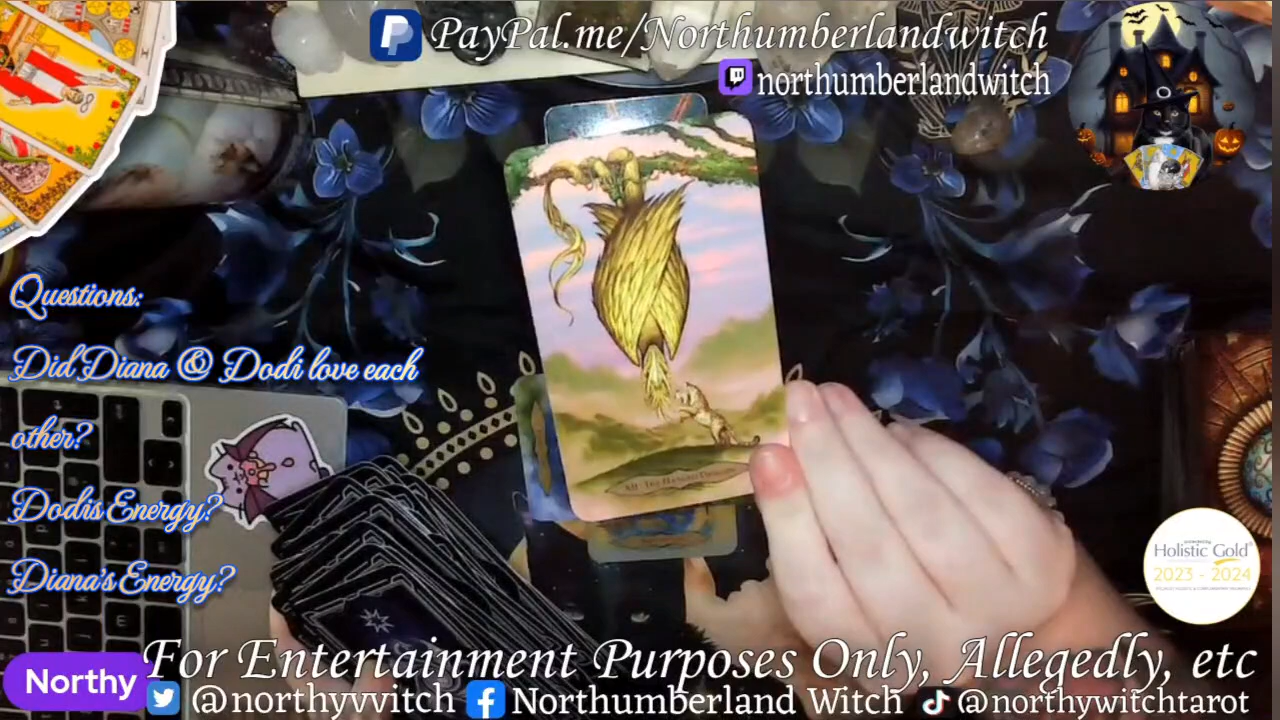 PayPal.me/Northumberlandwitch
northumberlandwitch
Questions:
Did Diana & Dodi love each
other?
Dodis Energy?
Diana's Energy?
Holistic Gold
2023 - 2024
For Entertainment Purposes Only, Allegedly, etc
Northy
@northyvvitch
Northumberland Witch
@northywitchtarot